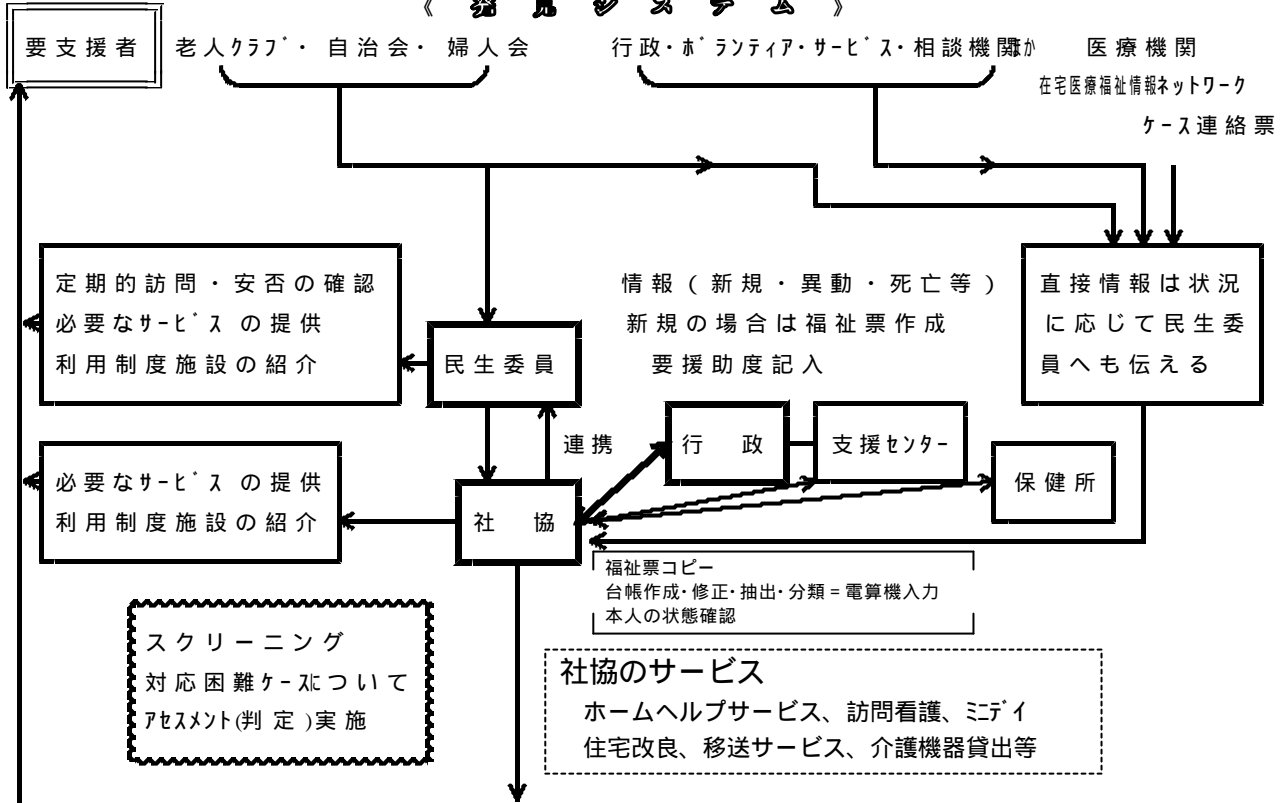 《 発見システム 》
要支援者
老人クラブ・自治会・婦人会
行政・ボランティア・サービス・相談機関ほか
医療機関
在宅医療福祉情報ネットワーク
ケース連絡票
定期的訪問・安否の確認
必要なサービスの提供
利用制度施設の紹介
民生委員
情報(新規・異動・死亡等)
新規の場合は福祉票作成
要援助度記入
直接情報は状況
に応じて民生委
員へも伝える
連携
行 政
支援センター
保健所
必要なサービスの提供
利用制度施設の紹介
社 協
福祉票コピー
台帳作成・修正・抽出・分類=電算機入力
本人の状態確認
スクリーニング
対応困難ケースについて
アセスメント(判定)実施
社協のサービス
ホームヘルプサービス、訪問看護、ミニデイ
住宅改良、移送サービス、介護機器貸出等